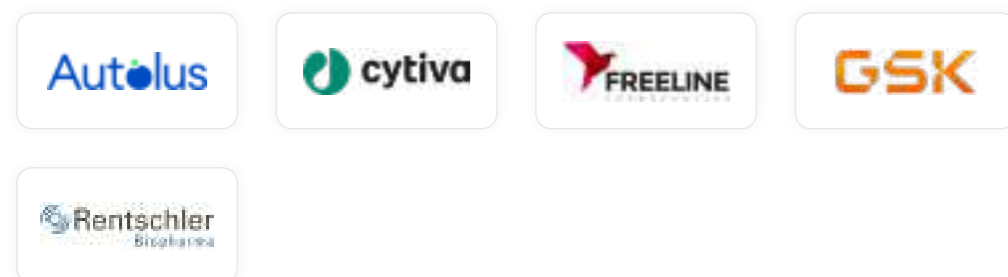 Autolus
cytiva
FREELINE
GSK
Rentschler
Biopharma